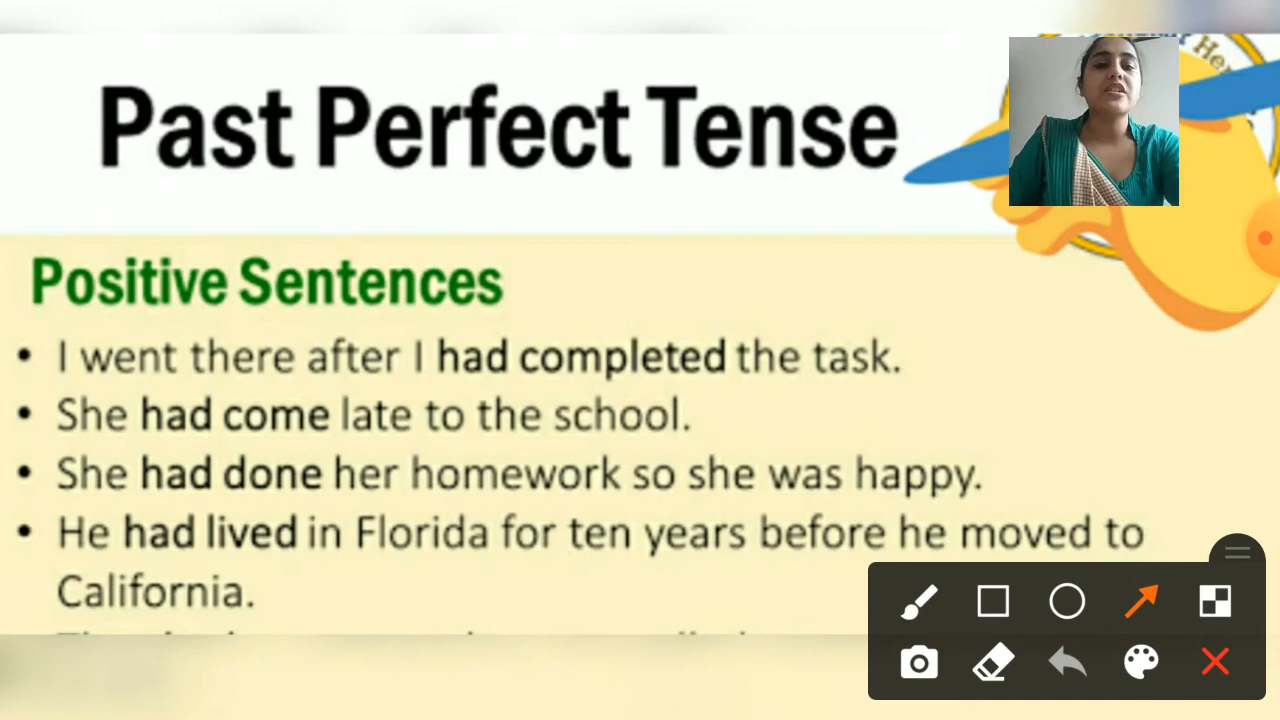 Past Perfect Tense
Positive Sentences
• I went there after I had completed the task.
• She had come late to the school.
• She had done her homework so she was happy.
• He had lived in Florida for ten years before he moved to
California.